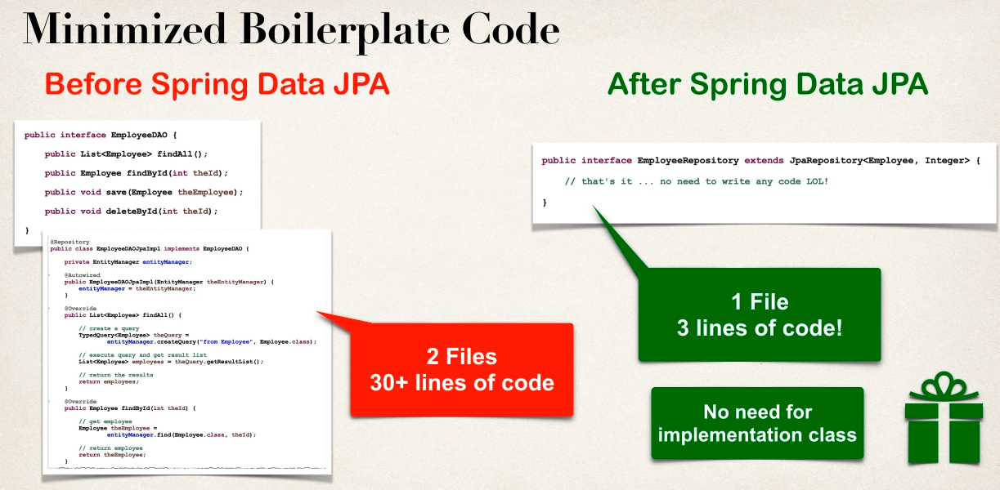 Minimized Boilerplate Code
Before Spring Data JPA
public interface EmployeeDAO {
public List<Employee> findAll();
public Employee findById(int theId);
public void save(Employee theEmployee);
public void deleteById(int theId);
}
@Repository
public class EmployeeDAOJpaImpl implements EmployeeDAO {
private EntityManager entityManager;
@Autowired
public EmployeeDAOJpaImpl(EntityManager theEntityManager) {
entityManager = theEntityManager;
}
@Override
public List<Employee> findAll() {
// create a query
TypedQuery<Employee> theQuery =
entityManager.createQuery("from Employee", Employee.class);
// execute query and get result list
List<Employee> employees = theQuery.getResultList();
// return the results
return employees;
}
@Override
public Employee findById(int theId) {
// get employee
Employee theEmployee =
entityManager.find(Employee.class, theId);
// return employee
return theEmployee;
}
2 Files
30+ lines of code
After Spring Data JPA
public interface EmployeeRepository extends JpaRepository<Employee, Integer> {
// that's it ... no need to write any code LOL!
}
1 File
3 lines of code!
No need for
implementation class